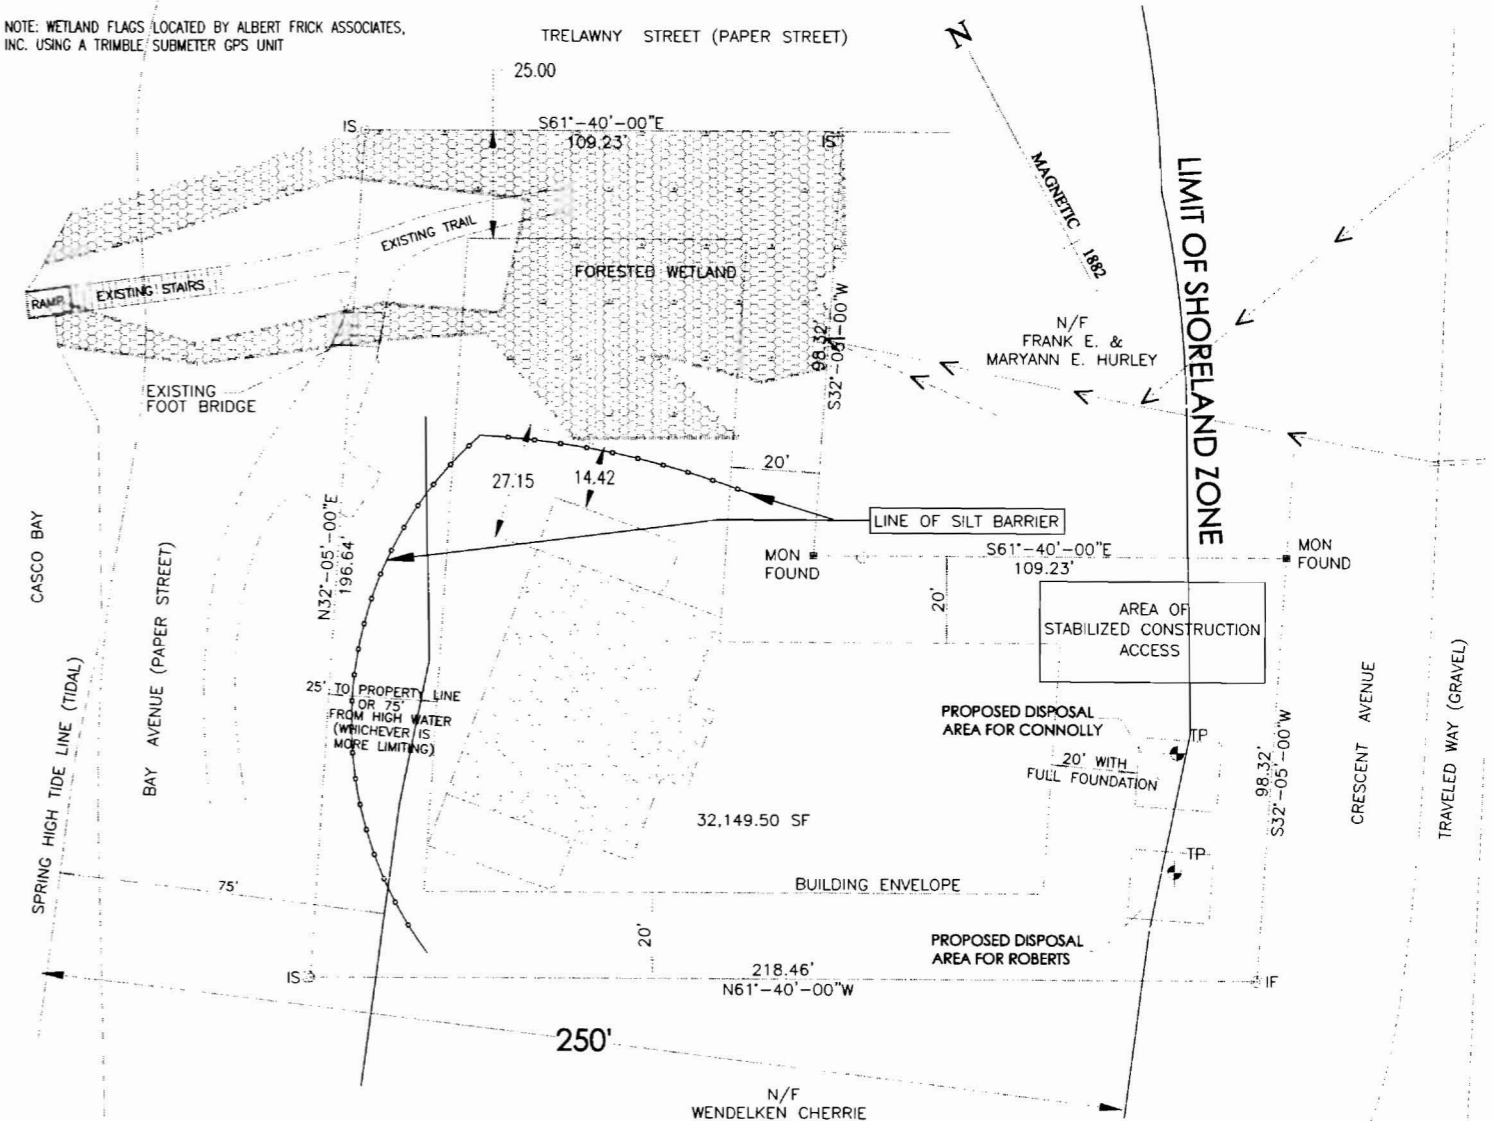 NOTE: WETLAND FLAGS LOCATED BY ALBERT FRICK ASSOCIATES,
INC. USING A TRIMBLE SUBMETER GPS UNIT
TRELAWNY STREET (PAPER STREET)
25.00
N
MAGNETIC 1882
IS
S61°-40'-00"E
109.23'
IS
LIMIT OF SHORELAND ZONE
EXISTING TRAIL
FORESTED WETLAND
RAMP
EXISTING STAIRS
98.32'
S32°-05'-00"W
N/F
FRANK E. &
MARYANN E. HURLEY
EXISTING
FOOT BRIDGE
27.15
14.42
20'
LINE OF SILT BARRIER
CASCO BAY
BAY AVENUE (PAPER STREET)
N32°-05'-00"E
196.64'
MON
FOUND
S61°-40'-00"E
109.23'
MON
FOUND
20'
AREA OF
STABILIZED CONSTRUCTION
ACCESS
SPRING HIGH TIDE LINE (TIDAL)
25' TO PROPERTY LINE
OR 75'
FROM HIGH WATER
(WHICHEVER IS
MORE LIMITING)
PROPOSED DISPOSAL
AREA FOR CONNOLLY
TP
20' WITH
FULL FOUNDATION
98.32'
S32°-05'-00"W
CRESCENT AVENUE
TRAVELED WAY (GRAVEL)
32,149.50 SF
TP
75'
BUILDING ENVELOPE
20'
PROPOSED DISPOSAL
AREA FOR ROBERTS
IS
218.46'
N61°-40'-00"W
IF
250'
N/F
WENDELKEN CHERRIE